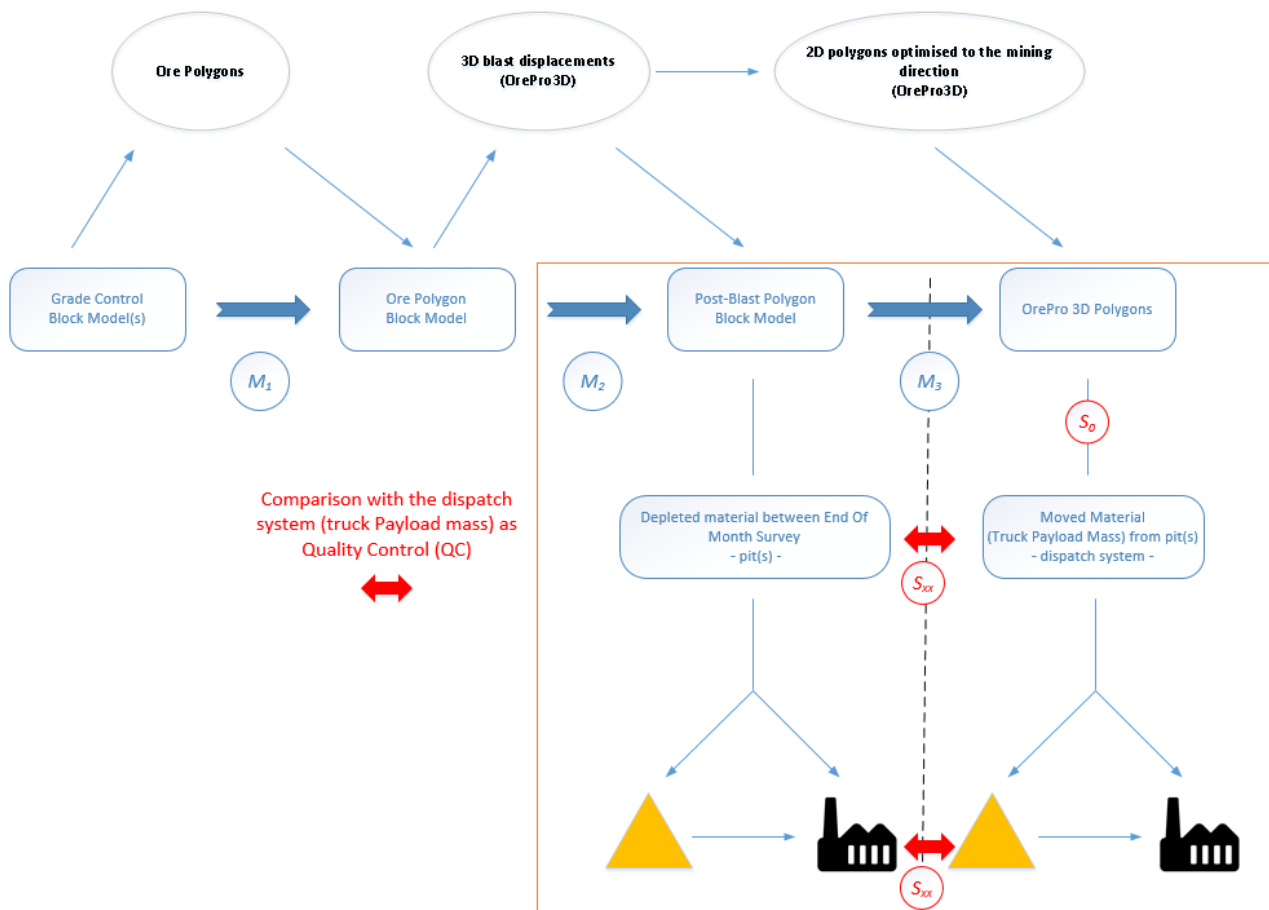 Ore Polygons
3D blast displacements
(OrePro3D)
2D polygons optimised to the mining
direction
(OrePro3D)
Grade Control
Block Model(s)
Ore Polygon
Block Model
Post-Blast Polygon
Block Model
OrePro 3D Polygons
M₁
M₂
M₃
S₀
Comparison with the dispatch
system (truck Payload mass) as
Quality Control (QC)
Depleted material between End Of
Month Survey
- pit(s) -
Moved Material
(Truck Payload Mass) from pit(s)
- dispatch system -
Sxx
Sxx